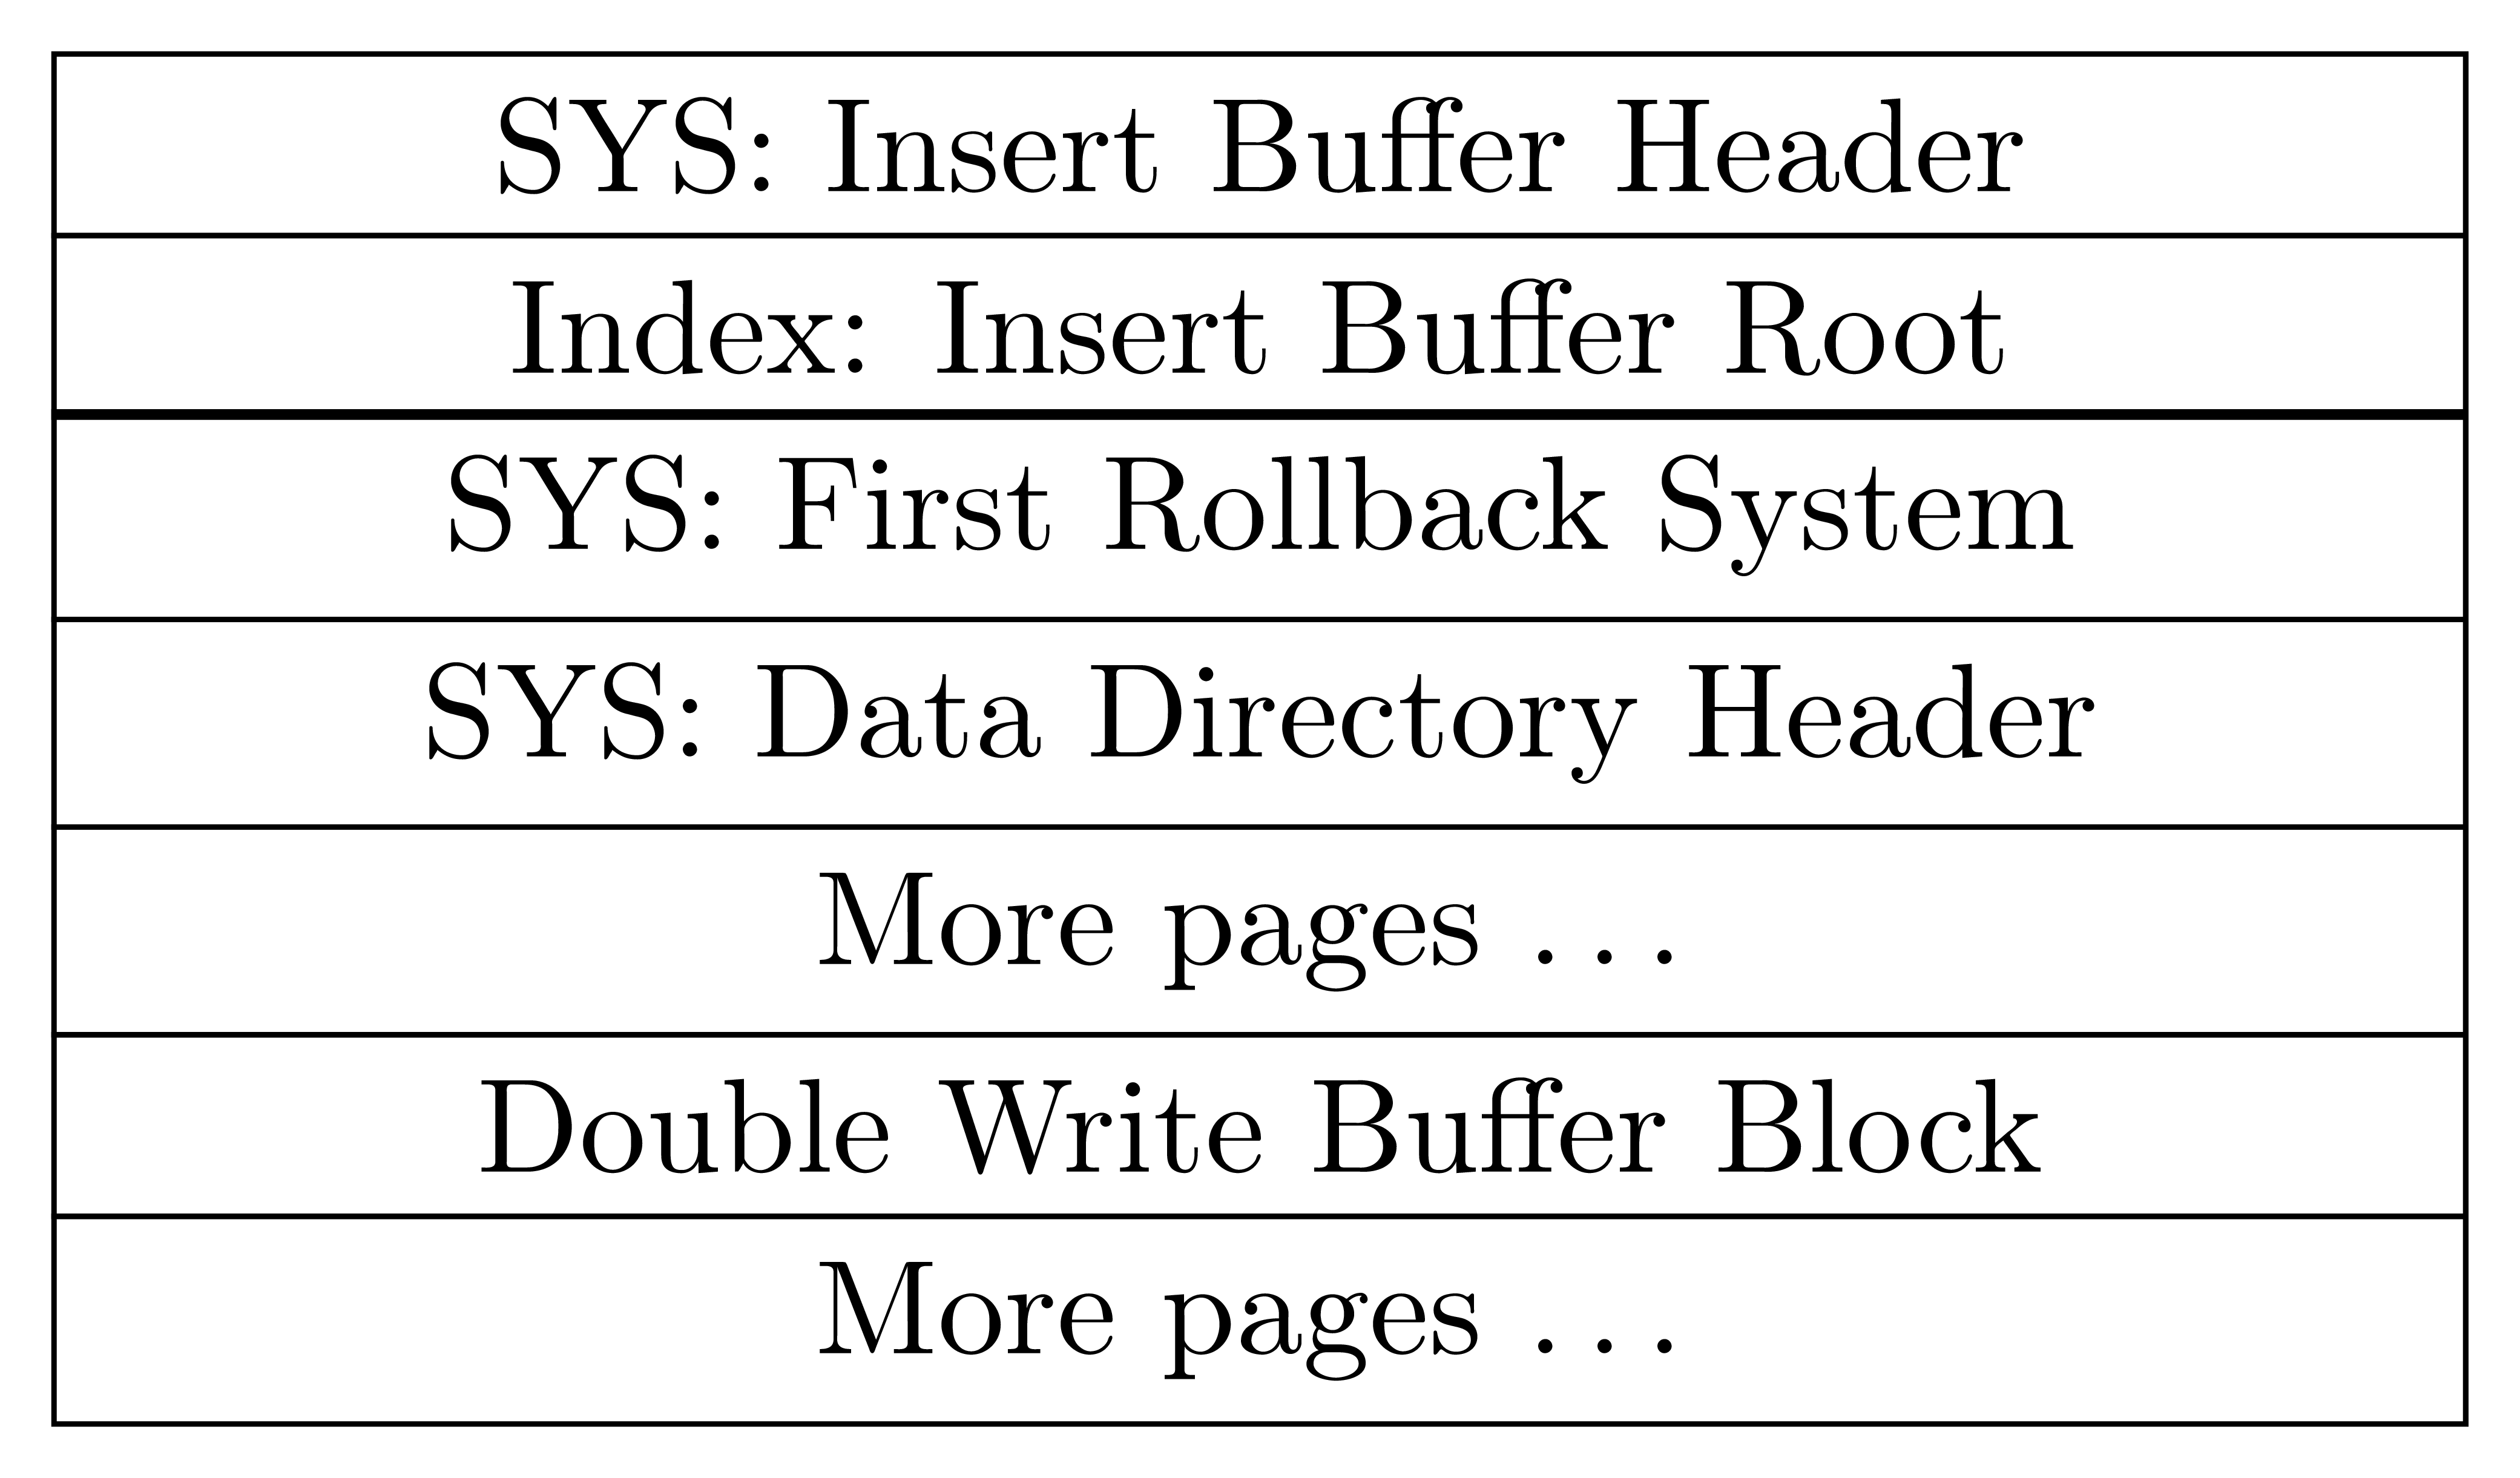 SYS: Insert Buffer Header
Index: Insert Buffer Root
SYS: First Rollback System
SYS: Data Directory Header
More pages . . .
Double Write Buffer Block
More pages . . .